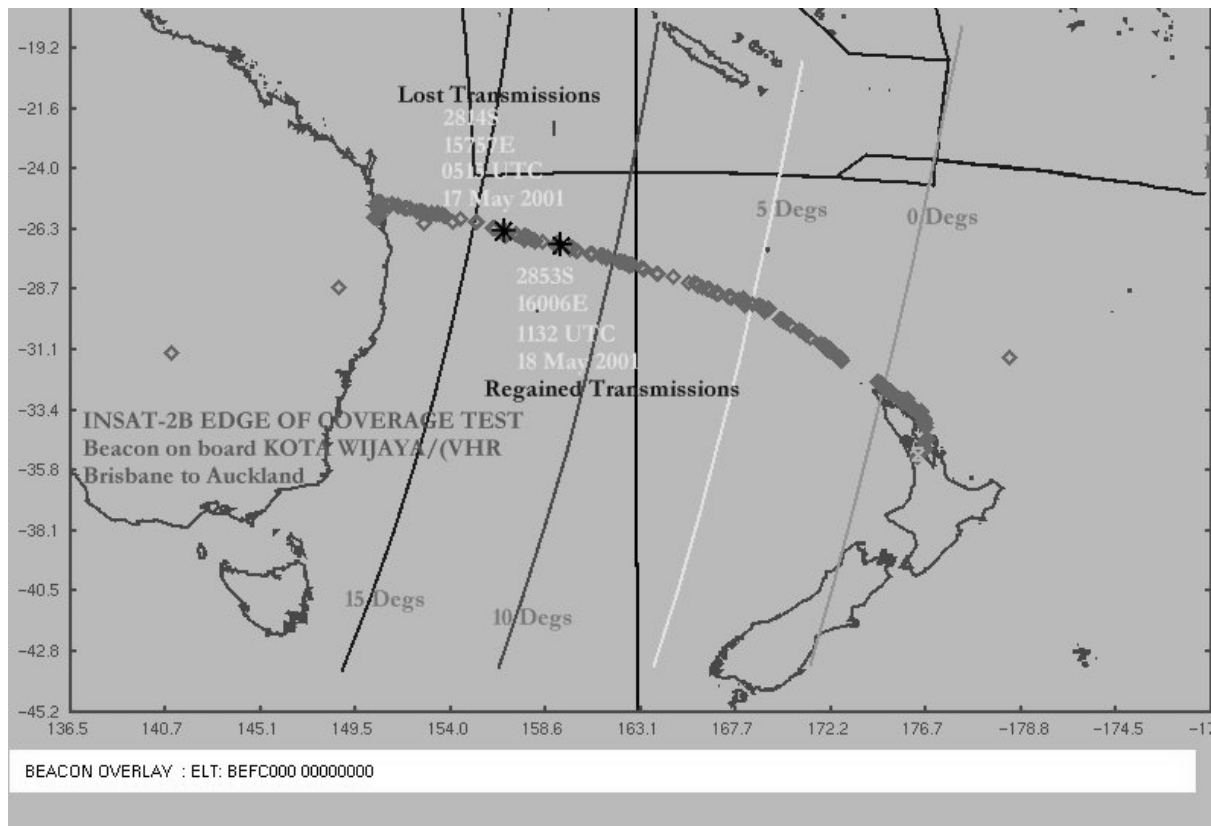 -19.2
Lost Transmissions
-21.6
2814S
15757E
-24.0
0515 UTC
17 May 2001
5 Degs
0 Degs
-26.3
2853S
-28.7
16006E
1132 UTC
-31.1
18 May 2001
Regained Transmissions
-33.4
INSAT-2B EDGE OF COVERAGE TEST
Beacon on board KOTA WIJAYA/(VHR
-35.8
Brisbane to Auckland
-38.1
-40.5
15 Degs
10 Degs
-42.8
-45.2
136.5 140.7 145.1 149.5 154.0 158.6 163.1 167.7 172.2 176.7 -178.8 -174.5
BEACON OVERLAY : ELT: BEFC000 00000000